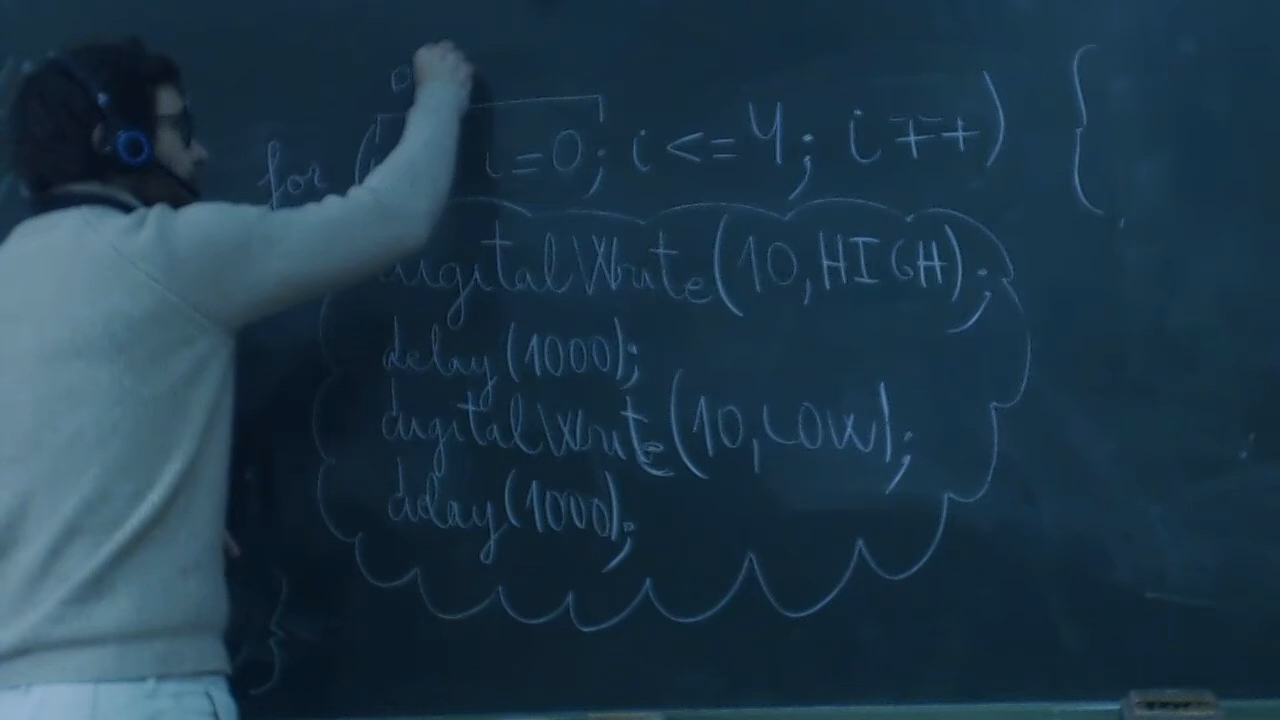 for ( i=0; i<=4; i++) {
digitalWrite(10,HIGH);
delay(1000);
digitalWrite(10,LOW);
delay(1000);
}